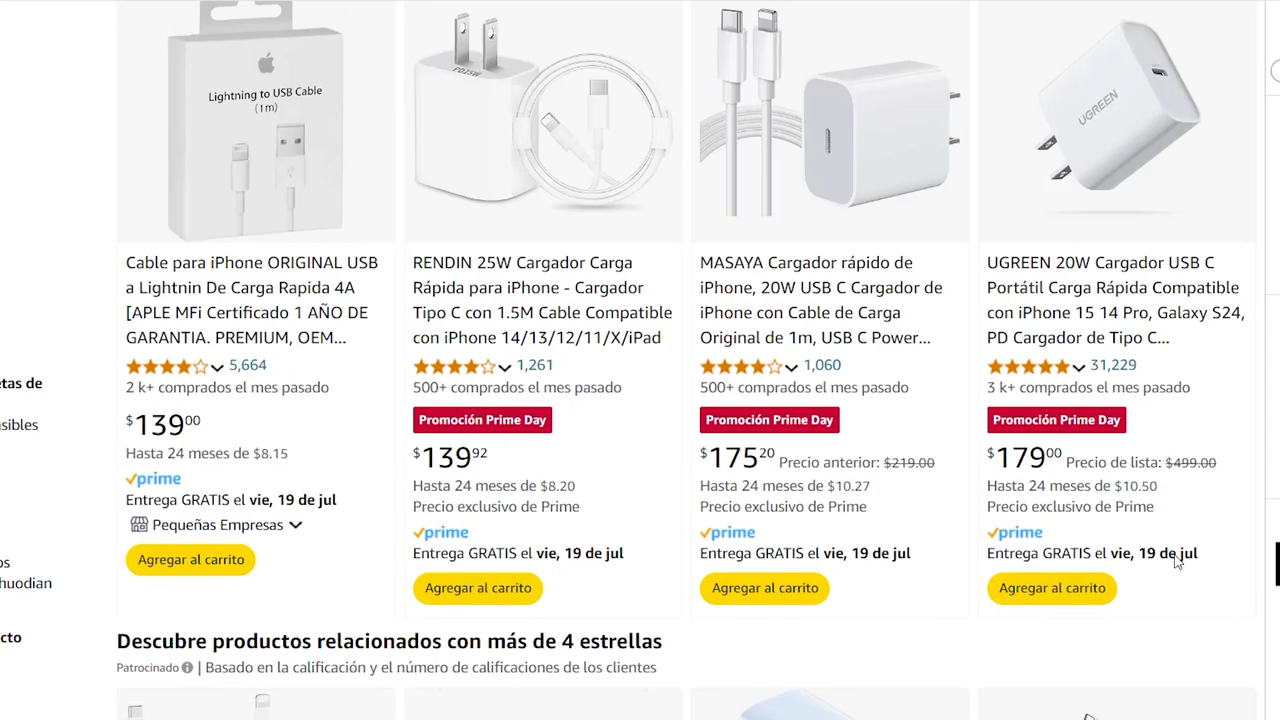 Lightning to USB Cable
(1m)
PD25W
UGREEN
Cable para iPhone ORIGINAL USB
a Lightnin De Carga Rapida 4A
[APLE MFi Certificado 1 AÑO DE
GARANTIA. PREMIUM, OEM...
5,664
2 k+ comprados el mes pasado
$13900
Hasta 24 meses de $8.15
prime
Entrega GRATIS el vie, 19 de jul
Pequeñas Empresas
Agregar al carrito
RENDIN 25W Cargador Carga
Rápida para iPhone - Cargador
Tipo C con 1.5M Cable Compatible
con iPhone 14/13/12/11/X/iPad
1,261
500+ comprados el mes pasado
Promoción Prime Day
$13992
Hasta 24 meses de $8.20
Precio exclusivo de Prime
prime
Entrega GRATIS el vie, 19 de jul
Agregar al carrito
MASAYA Cargador rápido de
iPhone, 20W USB C Cargador de
iPhone con Cable de Carga
Original de 1m, USB C Power...
1,060
500+ comprados el mes pasado
Promoción Prime Day
$17520 Precio anterior: $219.00
Hasta 24 meses de $10.27
Precio exclusivo de Prime
prime
Entrega GRATIS el vie, 19 de jul
Agregar al carrito
UGREEN 20W Cargador USB C
Portátil Carga Rápida Compatible
con iPhone 15 14 Pro, Galaxy S24,
PD Cargador de Tipo C...
31,229
3 k+ comprados el mes pasado
Promoción Prime Day
$17900 Precio de lista: $499.00
Hasta 24 meses de $10.50
Precio exclusivo de Prime
prime
Entrega GRATIS el vie, 19 de jul
Agregar al carrito
etas de
sibles
os
huodian
cto
Descubre productos relacionados con más de 4 estrellas
Patrocinado | Basado en la calificación y el número de calificaciones de los clientes